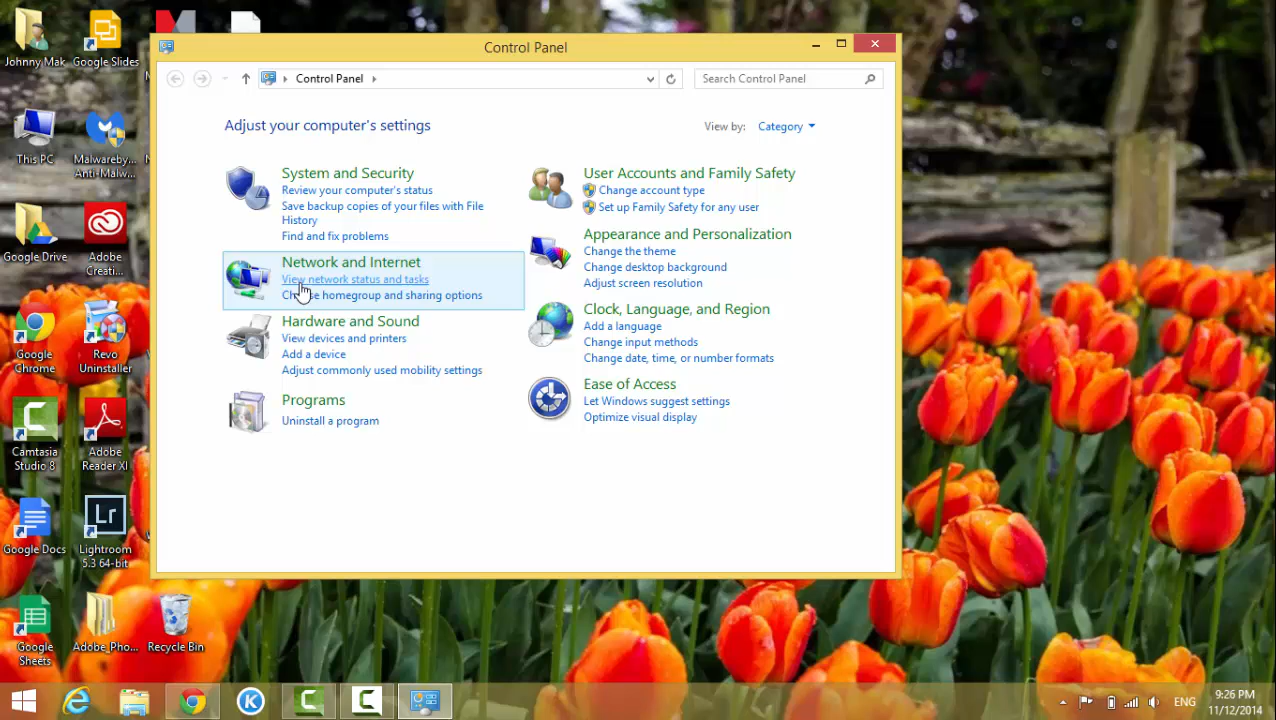 Johnny Mak
Google Slides
This PC
Malwareby...
Anti-Malw...
Google Drive
Adobe
Creati...
Google
Chrome
Revo
Uninstaller
Camtasia
Studio 8
Adobe
Reader XI
Google Docs
Lightroom
5.3 64-bit
Google
Sheets
Adobe_Pho...
Recycle Bin
Control Panel
Control Panel
Search Control Panel
Adjust your computer's settings
View by: Category
System and Security
Review your computer's status
Save backup copies of your files with File
History
Find and fix problems
Network and Internet
View network status and tasks
Choose homegroup and sharing options
Hardware and Sound
View devices and printers
Add a device
Adjust commonly used mobility settings
Programs
Uninstall a program
User Accounts and Family Safety
Change account type
Set up Family Safety for any user
Appearance and Personalization
Change the theme
Change desktop background
Adjust screen resolution
Clock, Language, and Region
Add a language
Change input methods
Change date, time, or number formats
Ease of Access
Let Windows suggest settings
Optimize visual display
ENG
9:26 PM
11/12/2014